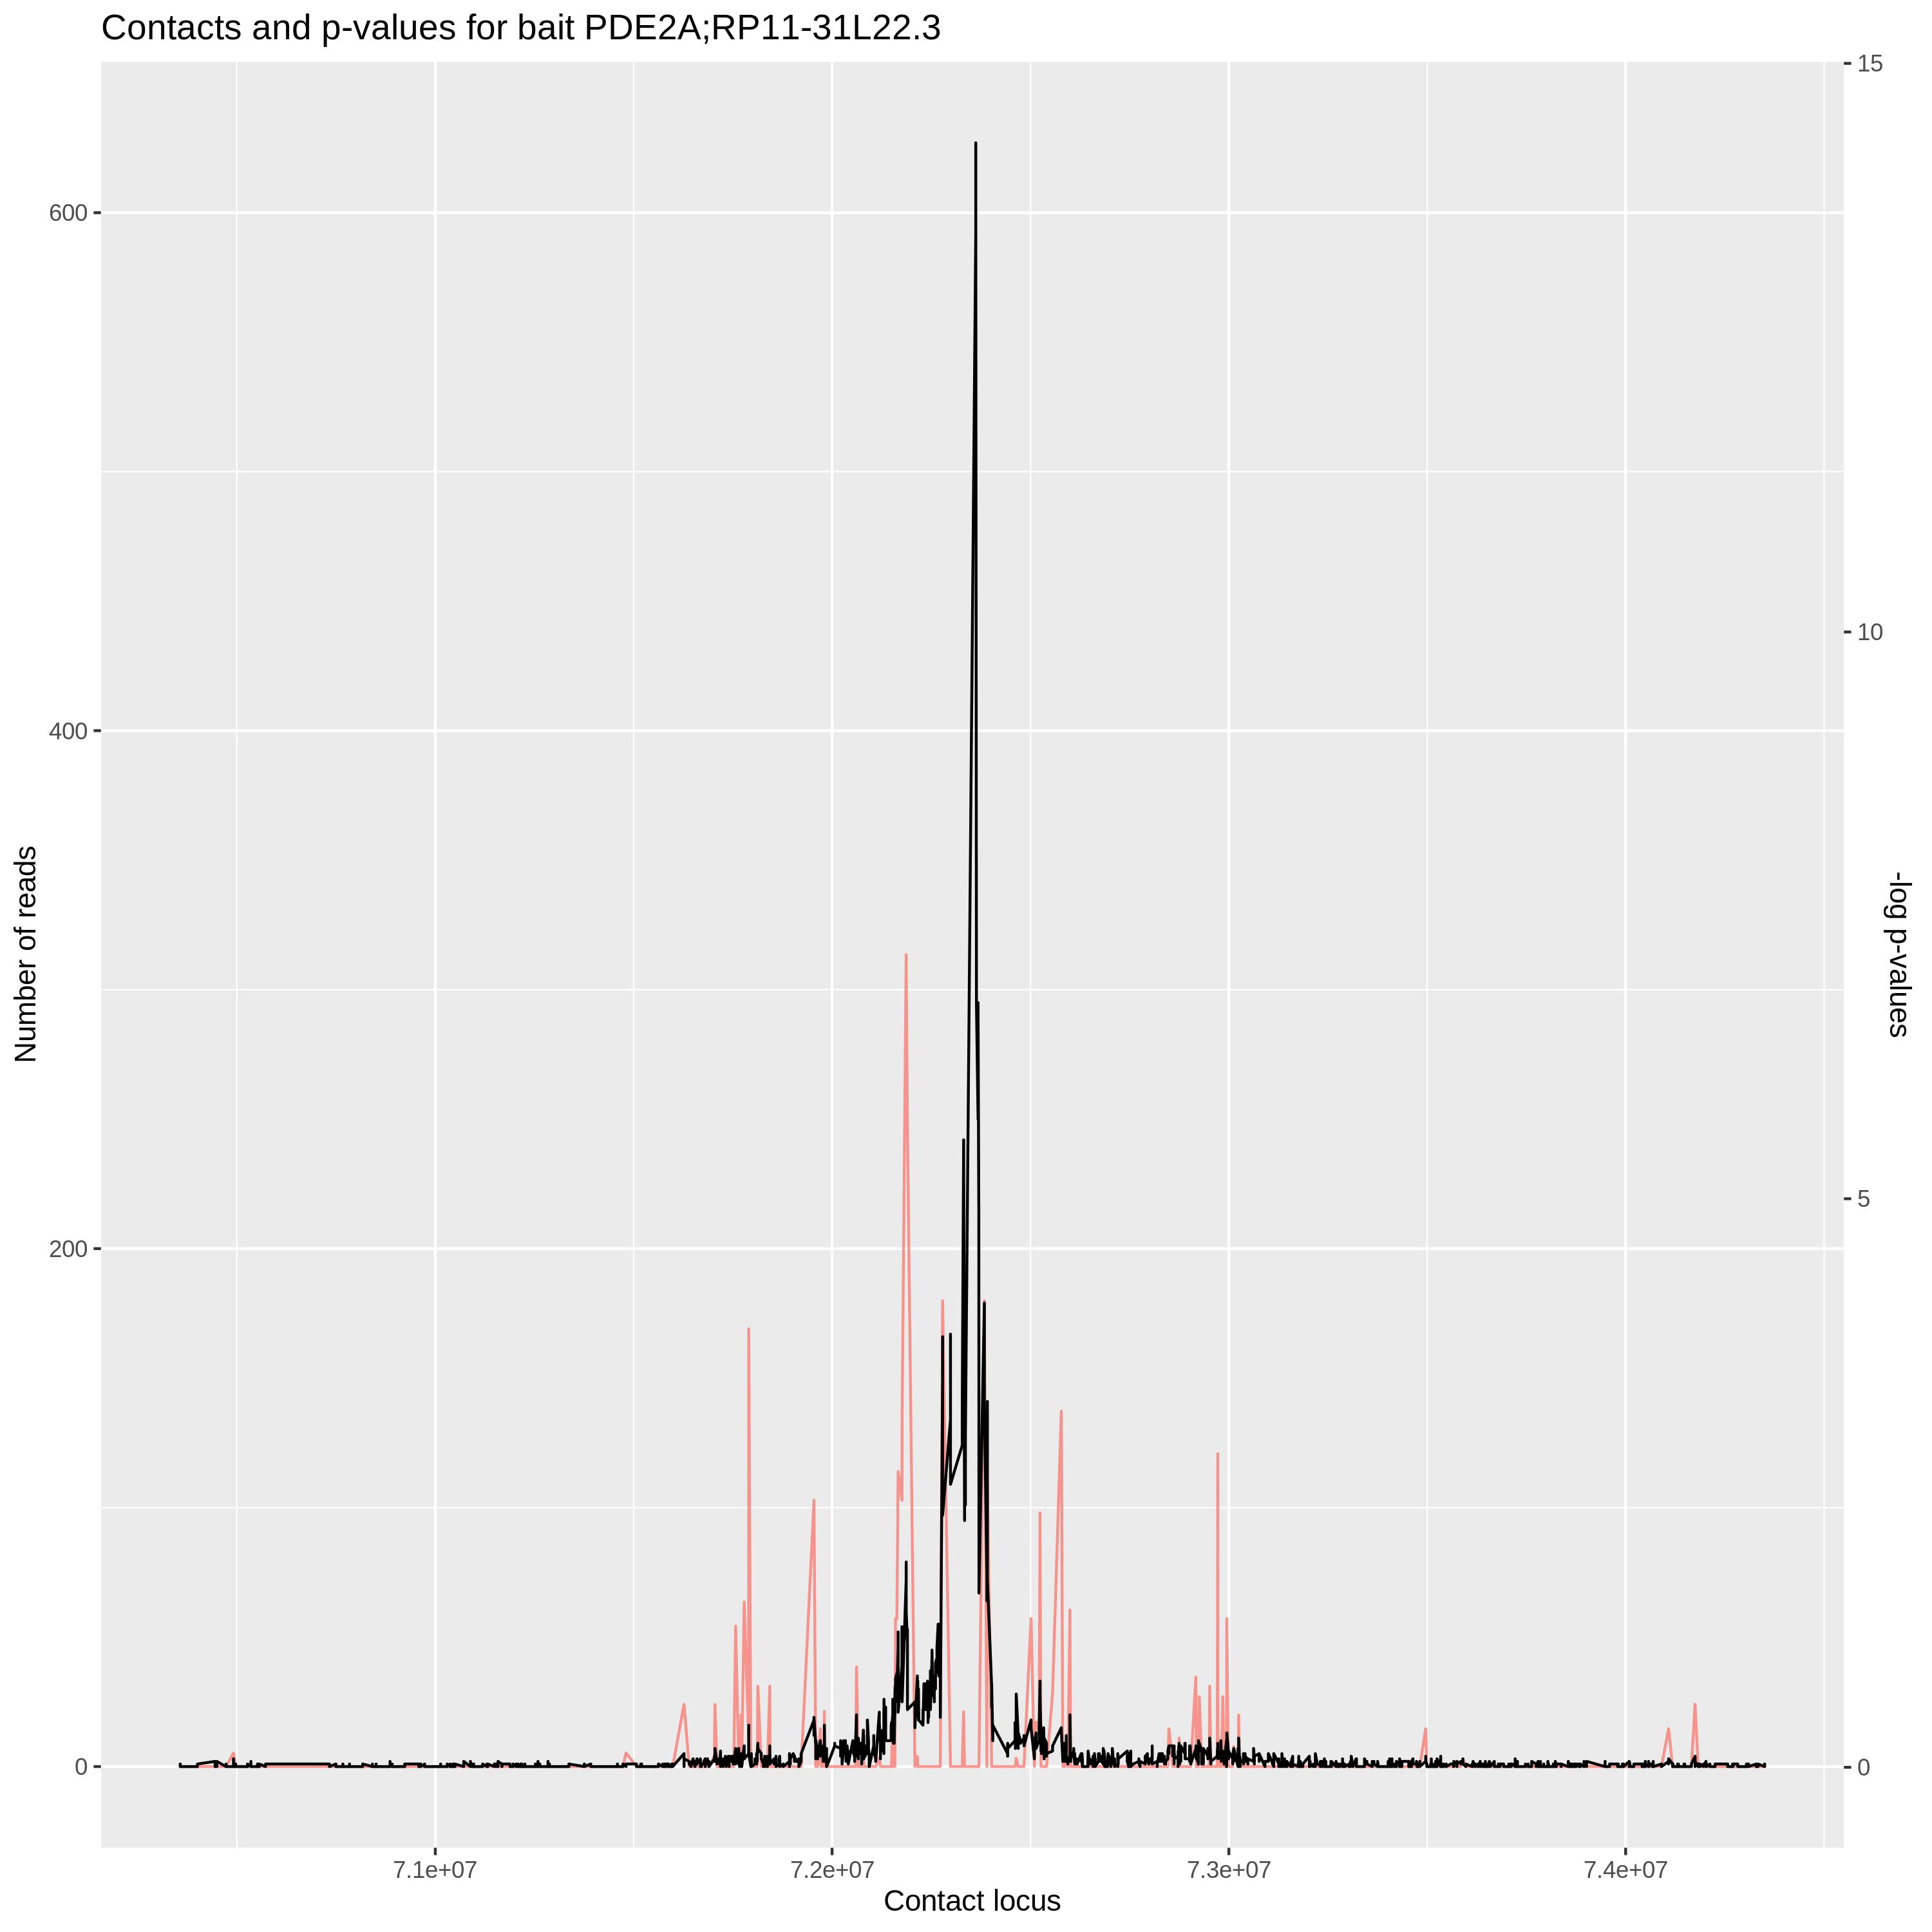 Contacts and p-values for bait PDE2A;RP11-31L22.3
Number of reads
600
400
200
0
15
10
5
0
-log p-values
7.1e+07
7.2e+07
7.3e+07
7.4e+07
Contact locus